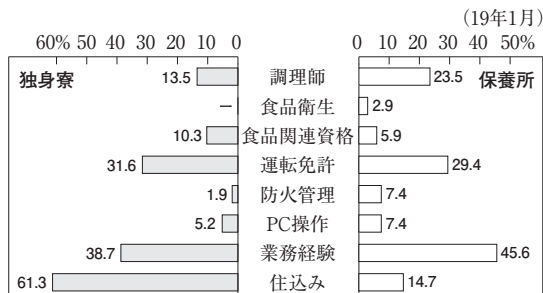 (19年1月)
60% 50 40 30 20 10 0 0 10 20 30 40 50%
独身寮 13.5 調理師 23.5 保養所
— 食品衛生 2.9
10.3 食品関連資格 5.9
31.6 運転免許 29.4
1.9 防火管理 7.4
5.2 PC操作 7.4
38.7 業務経験 45.6
61.3 住込み 14.7